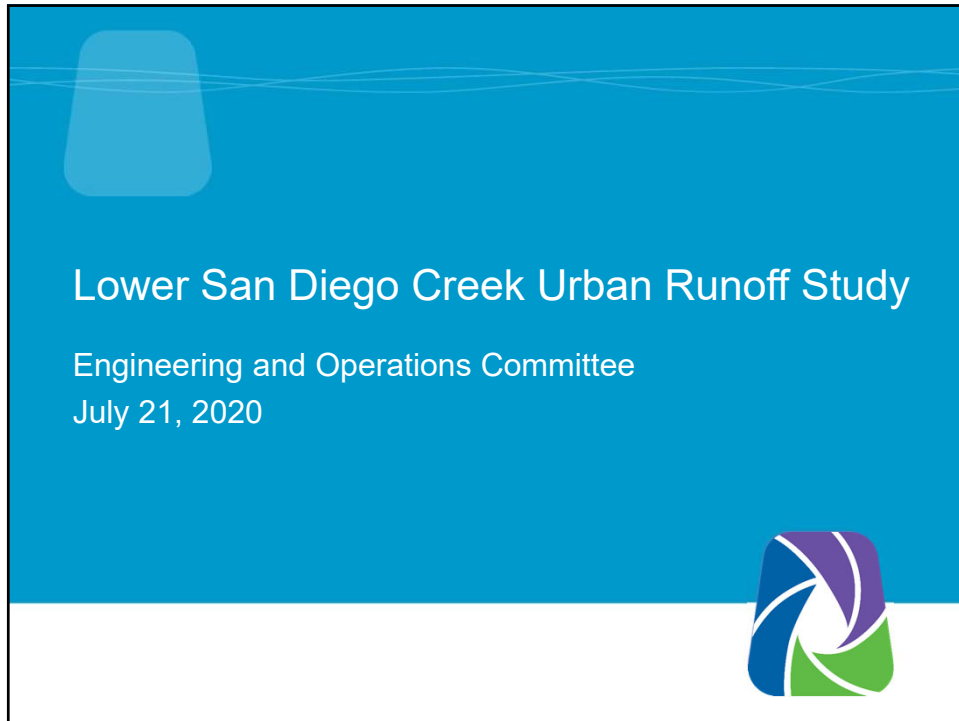 Lower San Diego Creek Urban Runoff Study
Engineering and Operations Committee
July 21, 2020